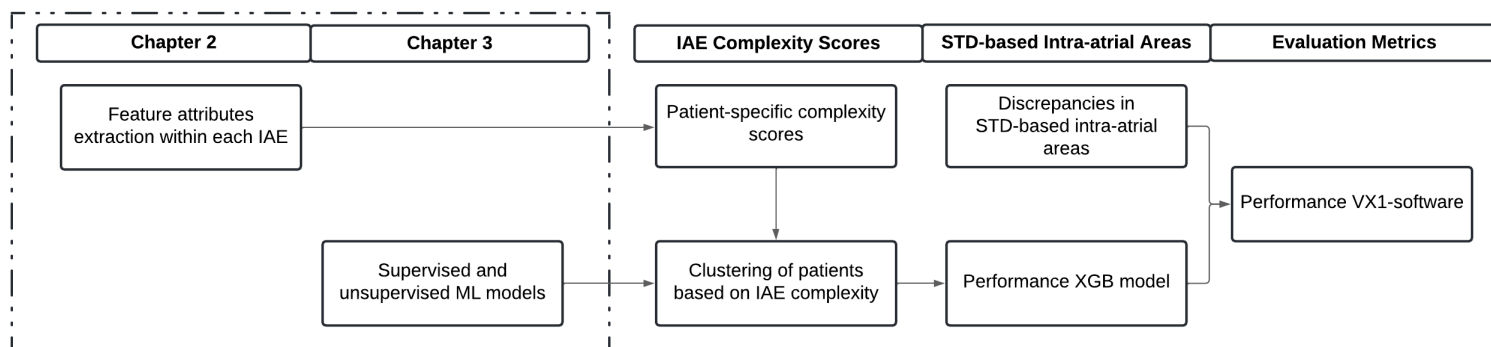 Chapter 2
Chapter 3
IAE Complexity Scores
STD-based Intra-atrial Areas
Evaluation Metrics
Feature attributes
extraction within each IAE
Patient-specific complexity
scores
Discrepancies in
STD-based intra-atrial
areas
Performance VX1-software
Supervised and
unsupervised ML models
Clustering of patients
based on IAE complexity
Performance XGB model